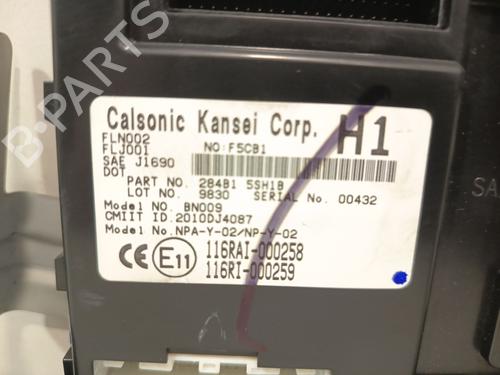 Calsonic Kansei Corp. H1
FLN002
FLJ001 NO:F5CB1
SAE J1690
DOT
PART NO. 284B1 5SH1B
LOT NO. 9830 SERIAL No. 00432
Model No. BN009
CMIIT ID:2010DJ4087
Model No.NPA-Y-02/NP-Y-02
CE E11 116RAI-000258
116RI-000259
B-PARTS